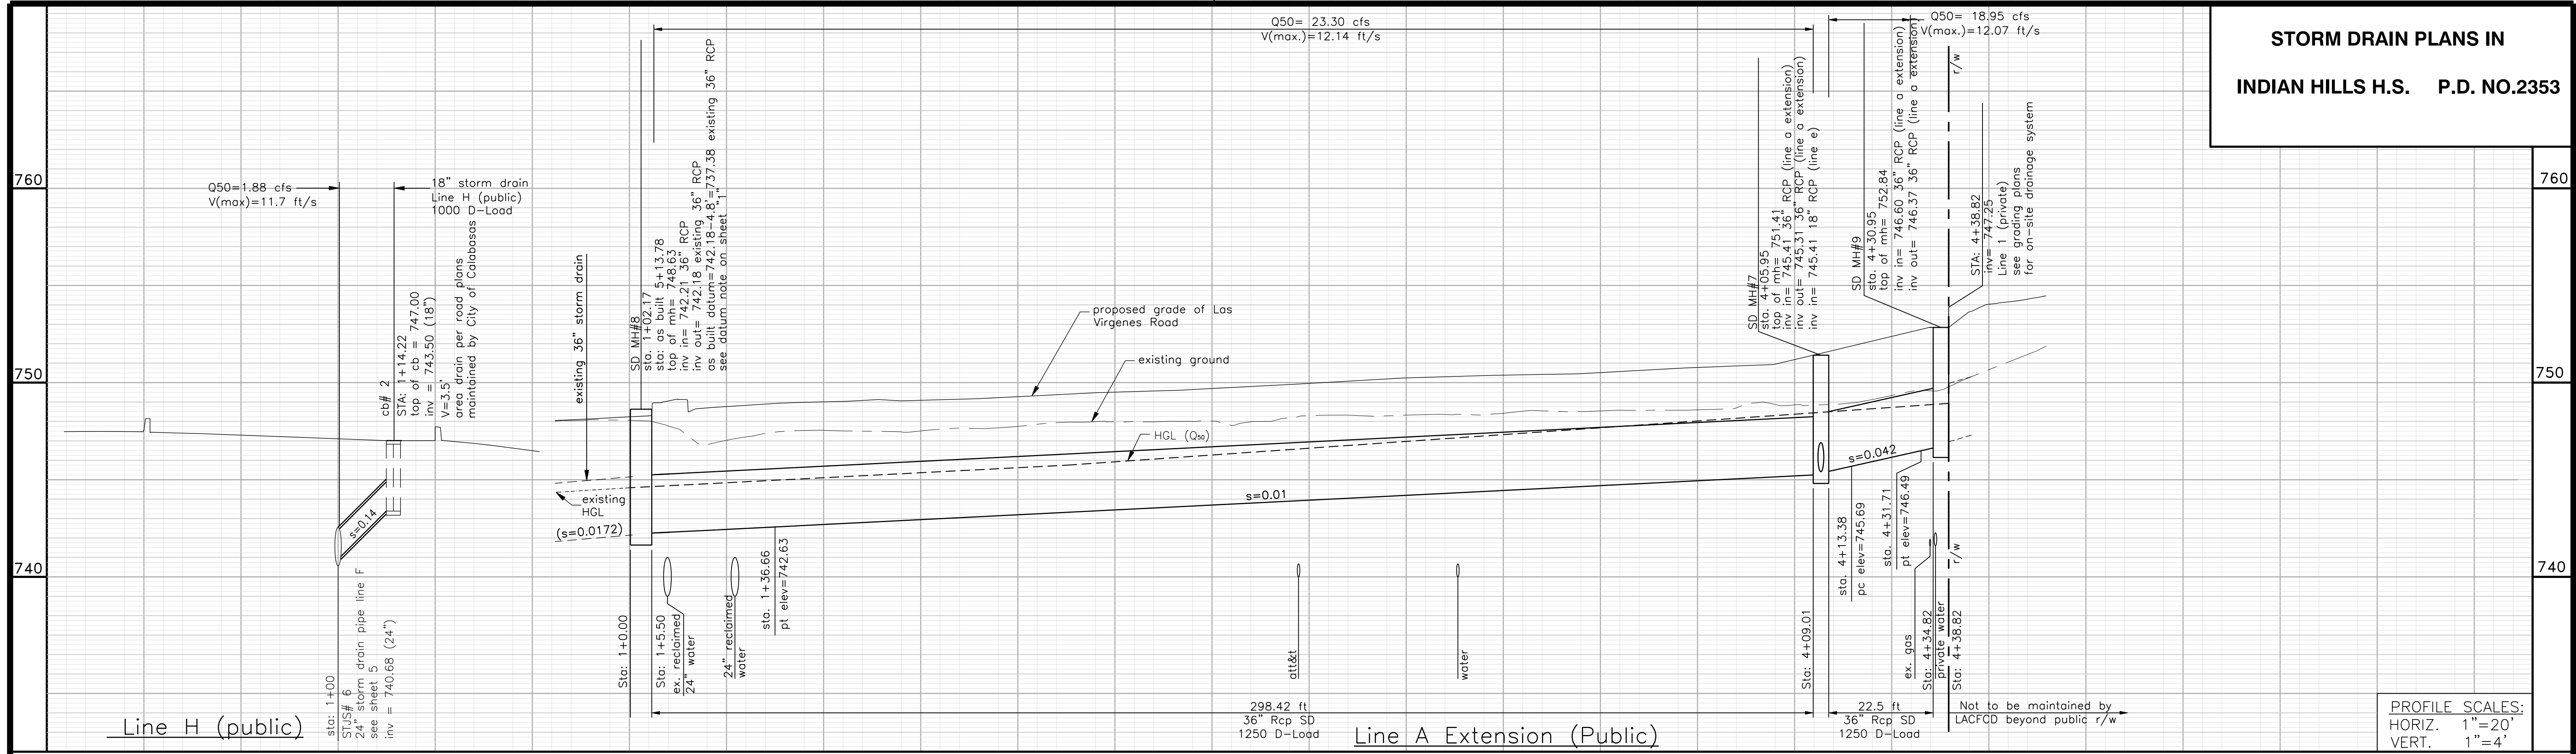 STORM DRAIN PLANS IN
INDIAN HILLS H.S. P.D. NO.2353
760
750
740
Q50=1.88 cfs
V(max)=11.7 ft/s
18" storm drain
Line H (public)
1000 D-Load
cb# 2
STA: 1+14.22
top of cb = 747.00
inv = 743.50 (18")
V=3.5'
area drain per road plans
maintained by City of Calabasas
s=0.14
sta: 1+00
STJS# 6
24" storm drain pipe line F
see sheet 5
inv = 740.68 (24")
Line H (public)
existing 36" storm drain
existing
HGL
(s=0.0172)
SD MH#8
sta. 1+02.17
sta: as built 5+13.78
top of mh= 748.63
inv in= 742.21 36" RCP
inv out= 742.18 existing 36" RCP
as built datum=742.18-4.8'=737.38 existing 36" RCP
see datum note on sheet "1"
Q50= 23.30 cfs
V(max.)=12.14 ft/s
proposed grade of Las
Virgenes Road
existing ground
HGL (Q50)
s=0.01
Sta: 1+0.00
Sta: 1+5.50
ex. reclaimed
24" water
24" reclaimed
water
sta. 1+36.66
pt elev=742.63
att&ct
water
298.42 ft
36" Rcp SD
1250 D-Load
Line A Extension (Public)
SD MH#7
sta. 4+05.95
top of mh= 751.41
inv in= 745.41 36" RCP (line a extension)
inv out= 745.31 36" RCP (line a extension)
inv in= 745.41 18" RCP (line e)
Q50= 18.95 cfs
V(max.)=12.07 ft/s
SD MH#9
sta. 4+30.95
top of mh= 752.84
inv in= 746.60 36" RCP (line a extension)
inv out= 746.37 36" RCP (line a extension)
r/w
STA: 4+38.82
inv= 747.25
Line 1 (private)
see grading plans
for on-site drainage system
s=0.042
Sta: 4+09.01
sta. 4+13.38
pc elev=745.69
sta. 4+31.71
pt elev=746.49
ex. gas
Sta: 4+34.82
private water
r/w
Sta: 4+38.82
22.5 ft
36" Rcp SD
1250 D-Load
Not to be maintained by
LACFCD beyond public r/w
760
750
740
PROFILE SCALES:
HORIZ. 1"=20'
VERT. 1"=4'